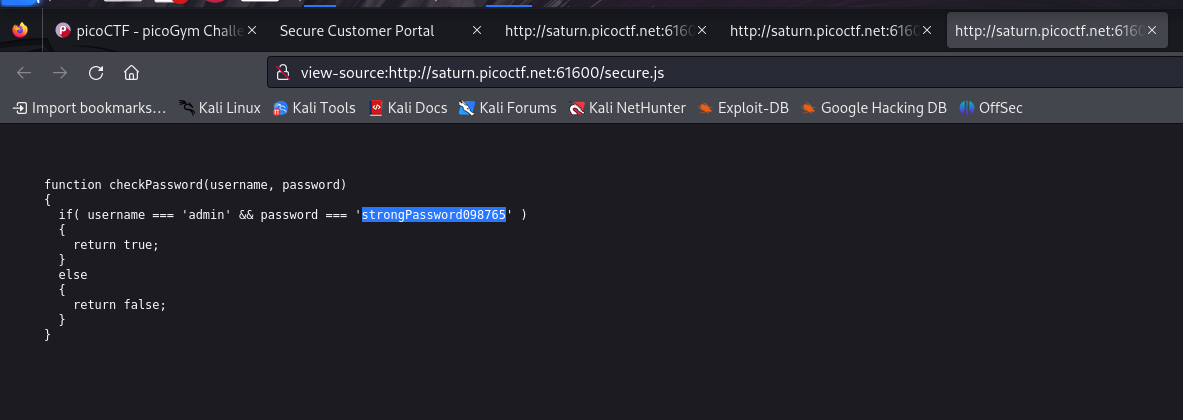 picoCTF - picoGym Challe
Secure Customer Portal
http://saturn.picoctf.net:6160
http://saturn.picoctf.net:6160
http://saturn.picoctf.net:6160
view-source:http://saturn.picoctf.net:61600/secure.js
Import bookmarks… Kali Linux Kali Tools Kali Docs Kali Forums Kali NetHunter Exploit-DB Google Hacking DB OffSec
function checkPassword(username, password)
{
  if( username === 'admin' && password === 'strongPassword098765' )
  {
    return true;
  }
  else
  {
    return false;
  }
}